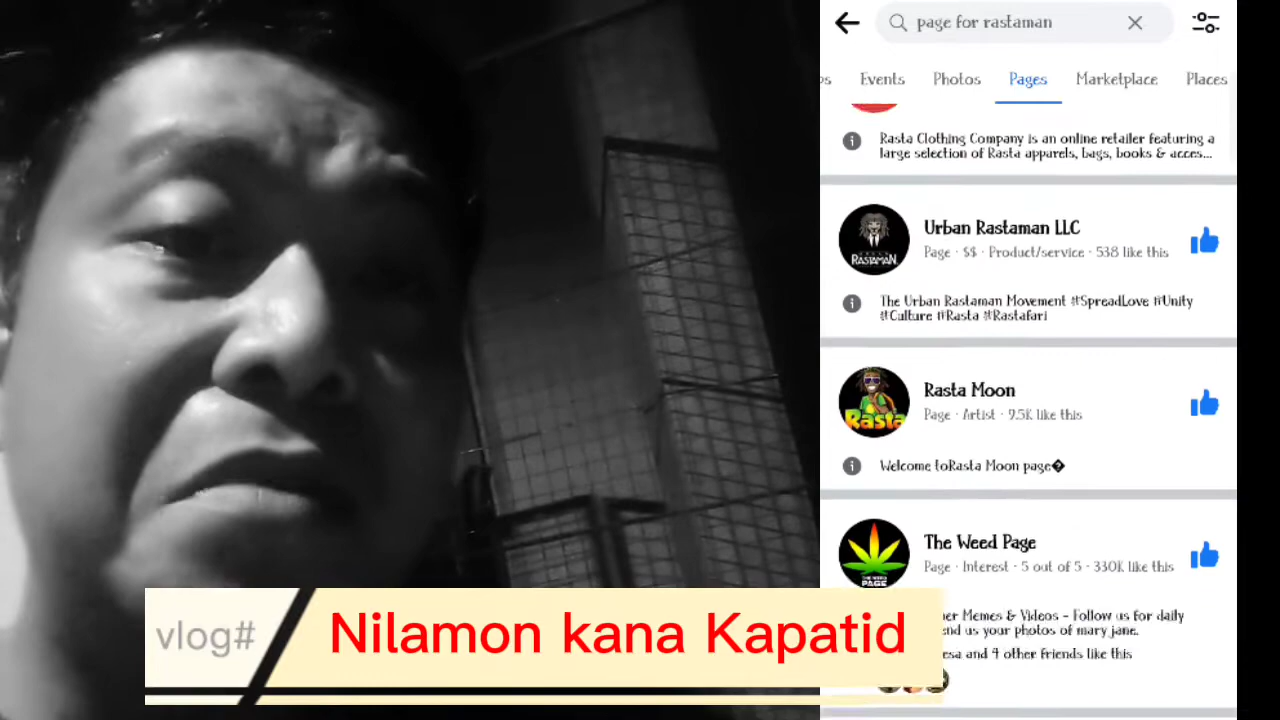 page for rastaman
Events Photos Pages Marketplace Places
Rasta Clothing Company is an online retailer featuring a
large selection of Rasta apparels, bags, books & acces...
Urban Rastaman LLC
Page · $$ · Product/service · 538 like this
RASTAMAN
The Urban Rastaman Movement #SpreadLove #Unity
#Culture #Rasta #Rastafari
Rasta Moon
Page · Artist · 9.5K like this
Rasta
Welcome toRasta Moon page�
The Weed Page
Page · Interest · 5 out of 5 · 330K like this
THE WEED
PAGE
Memes & Videos - Follow us for daily
us your photos of mary jane.
and 4 other friends like this
vlog# Nilamon kana Kapatid